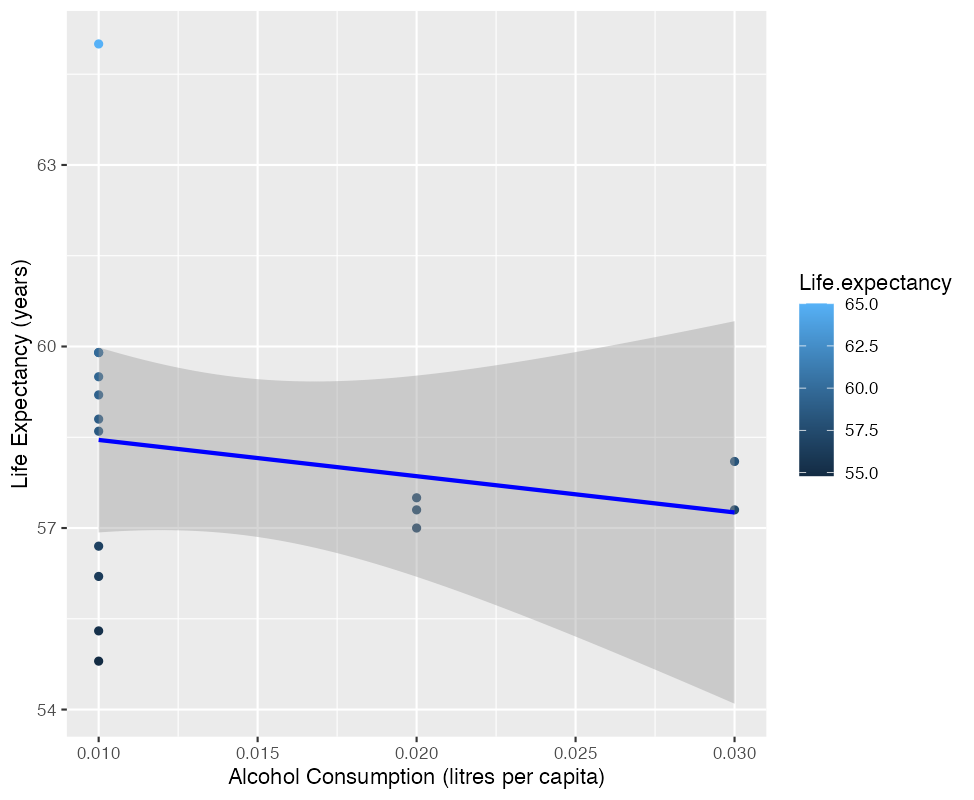 63
60
57
54
0.010 0.015 0.020 0.025 0.030
Alcohol Consumption (litres per capita)
Life Expectancy (years)
Life.expectancy
65.0
62.5
60.0
57.5
55.0